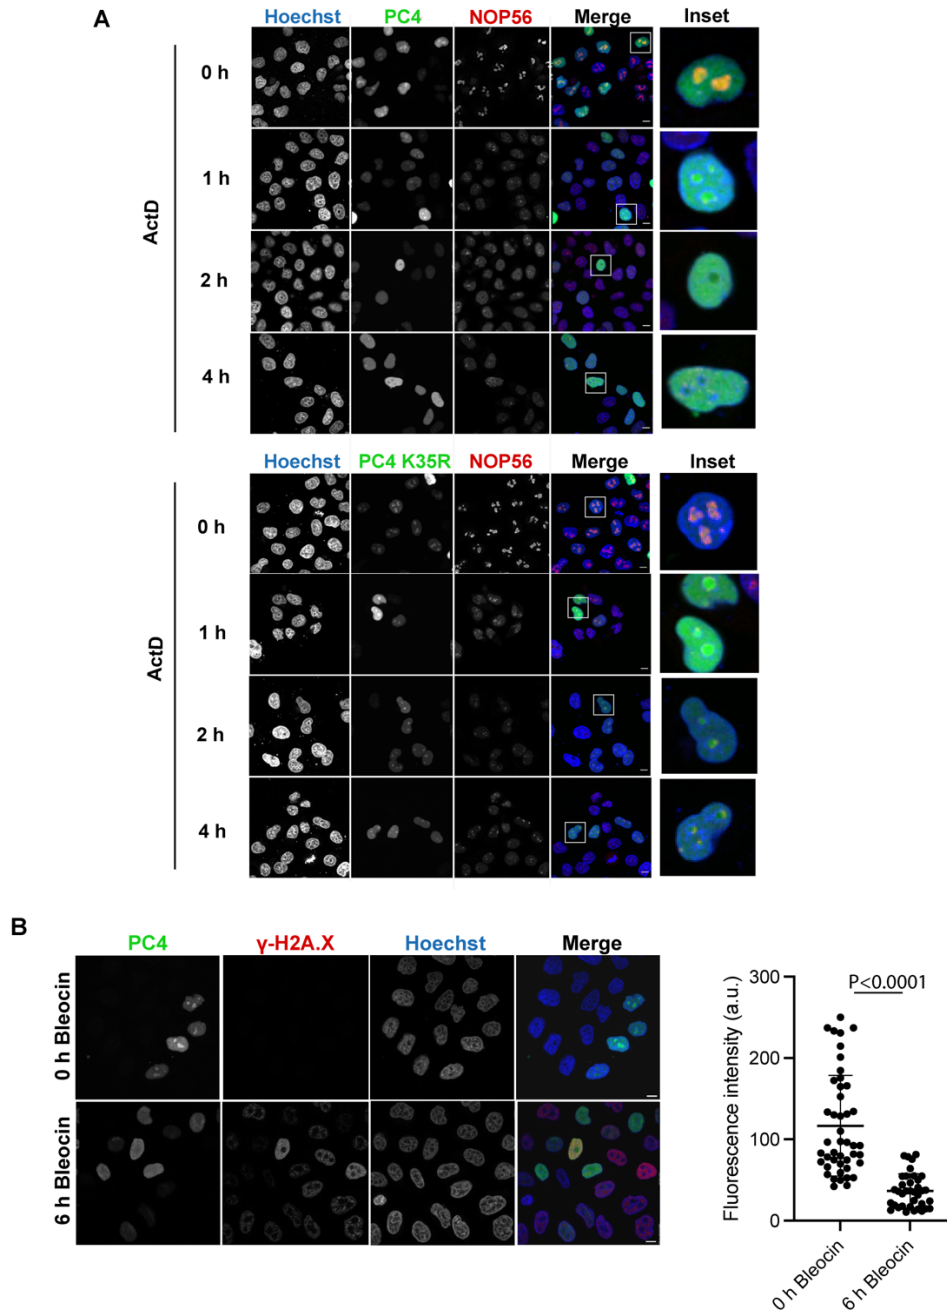 A
Hoechst PC4 NOP56 Merge Inset
ActD
0 h
1 h
2 h
4 h
Hoechst PC4 K35R NOP56 Merge Inset
ActD
0 h
1 h
2 h
4 h
B
PC4 γ-H2A.X Hoechst Merge
0 h Bleocin
6 h Bleocin
Fluorescence intensity (a.u.)
300
200
100
0
P<0.0001
0 h Bleocin
6 h Bleocin